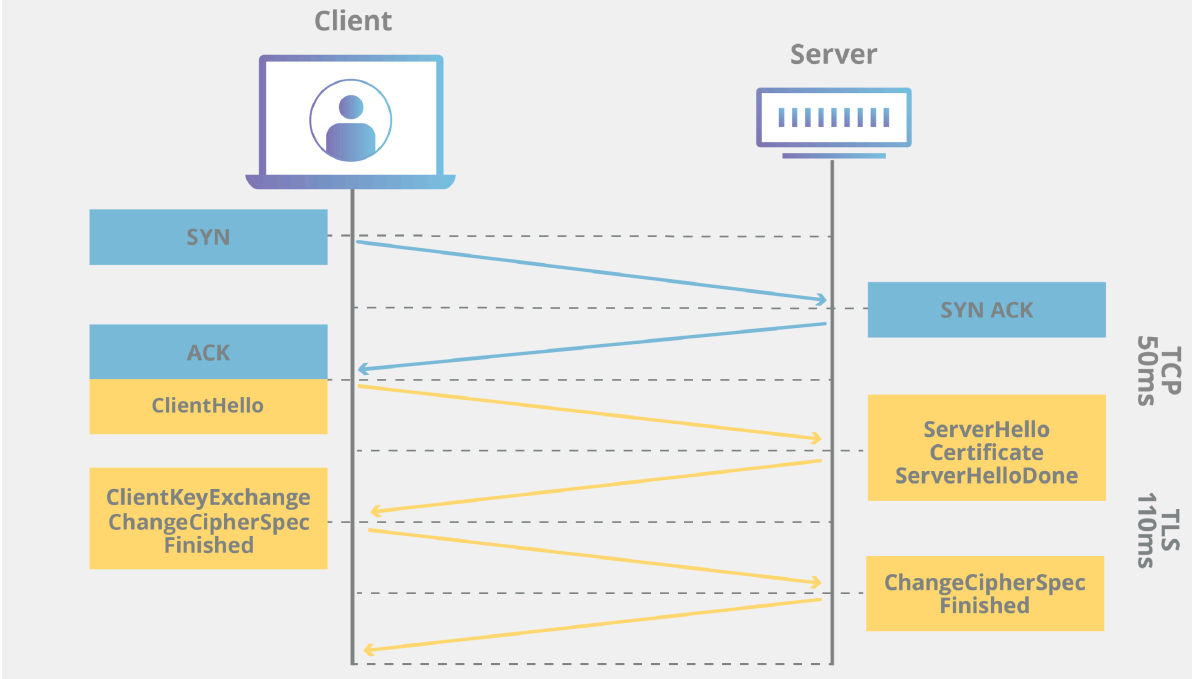 Client
Server
SYN
SYN ACK
ACK
ClientHello
TCP
50ms
ServerHello
Certificate
ServerHelloDone
ClientKeyExchange
ChangeCipherSpec
Finished
TLS
110ms
ChangeCipherSpec
Finished